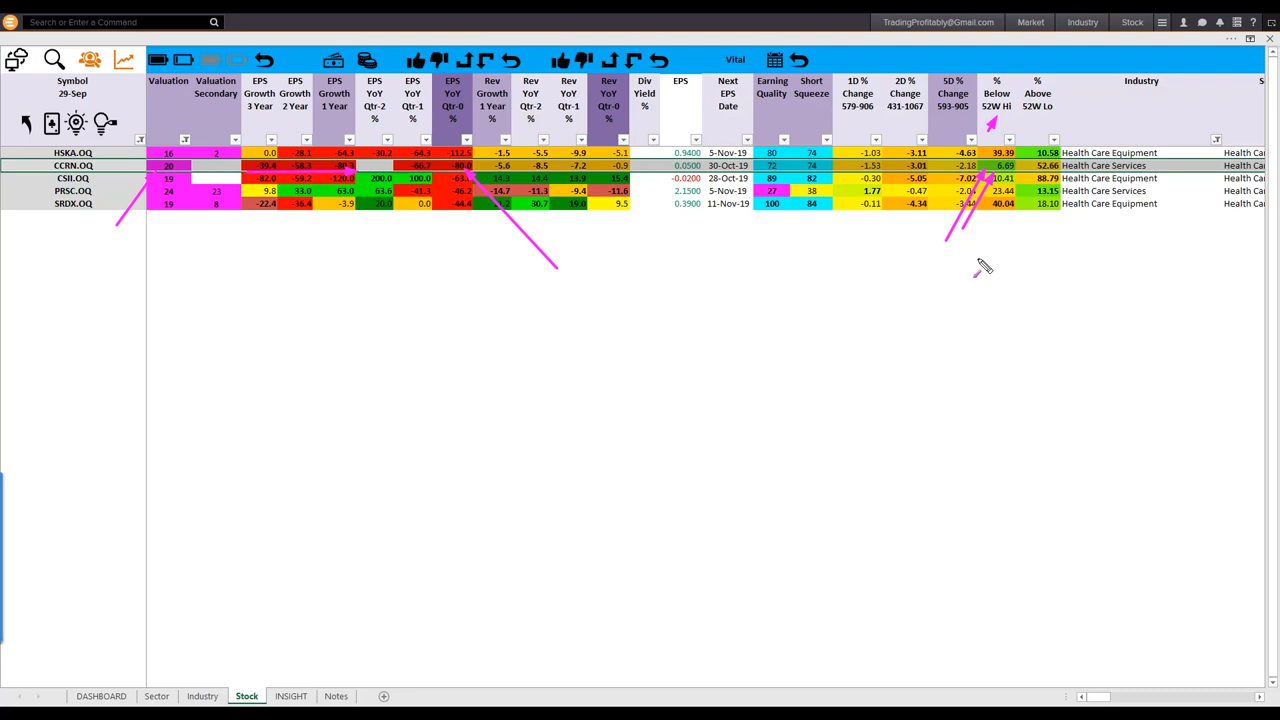 Search or Enter a Command
TradingProfitably@Gmail.com Market Industry Stock
Vital
Symbol 29-Sep Valuation Valuation Secondary EPS Growth 3 Year EPS Growth 2 Year EPS Growth 1 Year EPS YoY Qtr-2 % EPS YoY Qtr-1 % EPS YoY Qtr-0 % Rev Growth 1 Year Rev YoY Qtr-2 % Rev YoY Qtr-1 % Rev YoY Qtr-0 % Div Yield % EPS Next EPS Date Earning Quality Short Squeeze 1D % Change 579-906 2D % Change 431-1067 5D % Change 593-905 % Below 52W Hi % Above 52W Lo Industry S
HSKA.OQ 16 2 0.0 -28.1 -64.3 -30.2 -64.3 -112.5 -1.5 -5.5 -9.9 -5.1 0.9400 5-Nov-19 80 74 -1.03 -3.11 -4.63 39.39 10.58 Health Care Equipment Health Ca
CCRN.OQ 20 -39.4 -58.3 -66.7 -80.0 -5.6 -8.5 -7.2 -0.9 0.0500 30-Oct-19 72 74 -1.53 -3.01 -2.18 6.69 52.66 Health Care Services Health Ca
CSII.OQ 19 -82.0 -59.2 -120.0 200.0 100.0 14.3 14.4 13.9 15.4 -0.0200 28-Oct-19 89 82 -0.30 -5.05 -7.02 10.41 88.79 Health Care Equipment Health Ca
PRSC.OQ 24 23 9.8 33.0 63.0 63.6 -41.3 -46.2 -14.7 -11.3 -9.4 -11.6 2.1500 5-Nov-19 27 38 1.77 -0.47 23.44 13.15 Health Care Services Health Ca
SRDX.OQ 19 8 -22.4 -36.4 -3.9 20.0 0.0 -44.4 30.7 19.0 9.5 0.3900 11-Nov-19 100 84 -0.11 -4.34 40.04 18.10 Health Care Equipment Health Ca
DASHBOARD Sector Industry Stock INSIGHT Notes